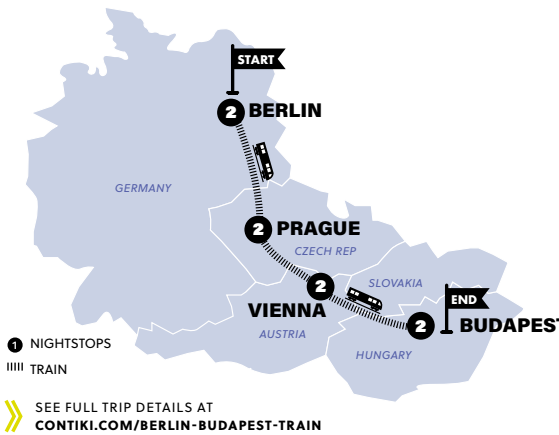 START
2 BERLIN
GERMANY
2 PRAGUE
CZECH REP
SLOVAKIA
2
VIENNA
END
2 BUDAPEST
AUSTRIA
HUNGARY
1 NIGHTSTOPS
TRAIN
SEE FULL TRIP DETAILS AT
CONTIKI.COM/BERLIN-BUDAPEST-TRAIN